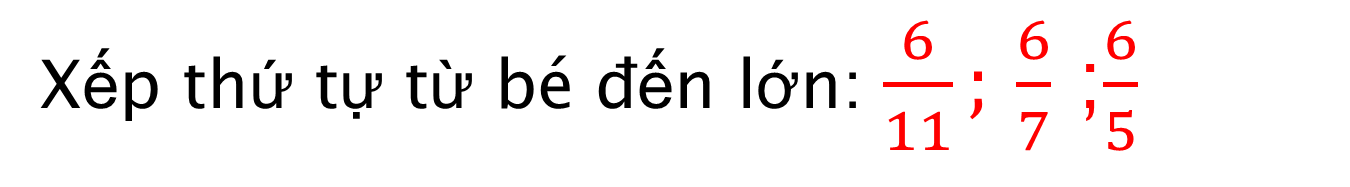 Xếp thứ tự từ bé đến lớn: 6/11 ; 6/7 ; 6/5